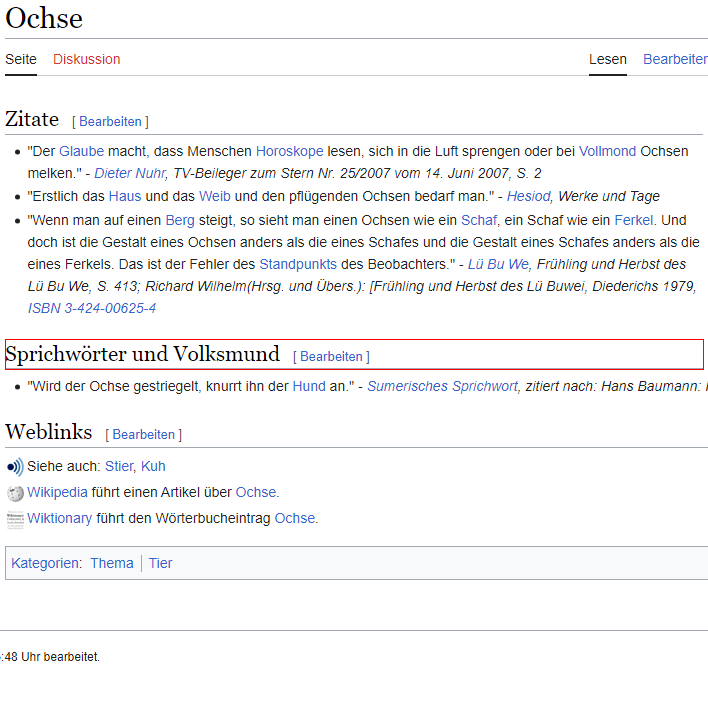 Ochse
Seite Diskussion Lesen Bearbeiten
Zitate [ Bearbeiten ]
"Der Glaube macht, dass Menschen Horoskope lesen, sich in die Luft sprengen oder bei Vollmond Ochsen
melken." - Dieter Nuhr, TV-Beileger zum Stern Nr. 25/2007 vom 14. Juni 2007, S. 2
"Erstlich das Haus und das Weib und den pflügenden Ochsen bedarf man." - Hesiod, Werke und Tage
"Wenn man auf einen Berg steigt, so sieht man einen Ochsen wie ein Schaf, ein Schaf wie ein Ferkel. Und
doch ist die Gestalt eines Ochsen anders als die eines Schafes und die Gestalt eines Schafes anders als die
eines Ferkels. Das ist der Fehler des Standpunkts des Beobachters." - Lü Bu We, Frühling und Herbst des
Lü Bu We, S. 413; Richard Wilhelm(Hrsg. und Übers.): [Frühling und Herbst des Lü Buwei, Diederichs 1979,
ISBN 3-424-00625-4
Sprichwörter und Volksmund [ Bearbeiten ]
"Wird der Ochse gestriegelt, knurrt ihn der Hund an." - Sumerisches Sprichwort, zitiert nach: Hans Baumann:
Weblinks [ Bearbeiten ]
Siehe auch: Stier, Kuh
Wikipedia führt einen Artikel über Ochse.
Wiktionary führt den Wörterbucheintrag Ochse.
Kategorien: Thema Tier
:48 Uhr bearbeitet.